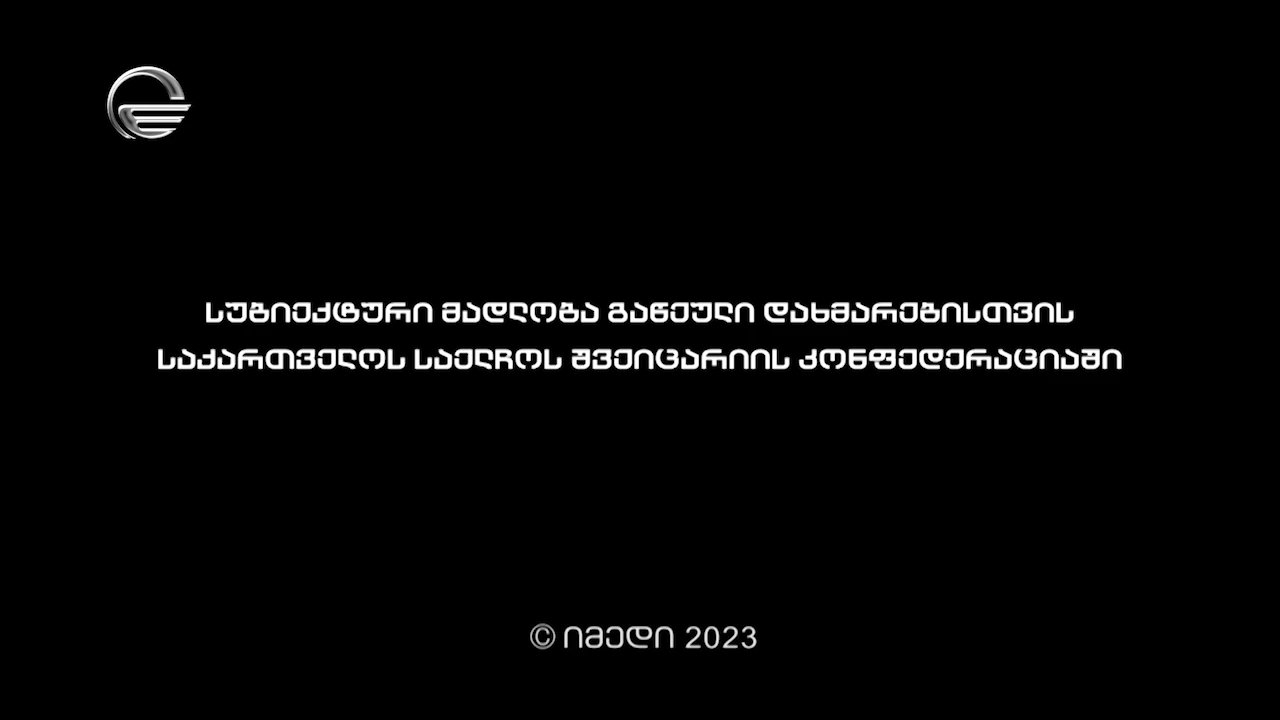 სუბიექტური მადლობა გაწეული დახმარებისთვის
საქართველოს საელჩოს შვეიცარიის კონფედერაციაში
© იმედი 2023